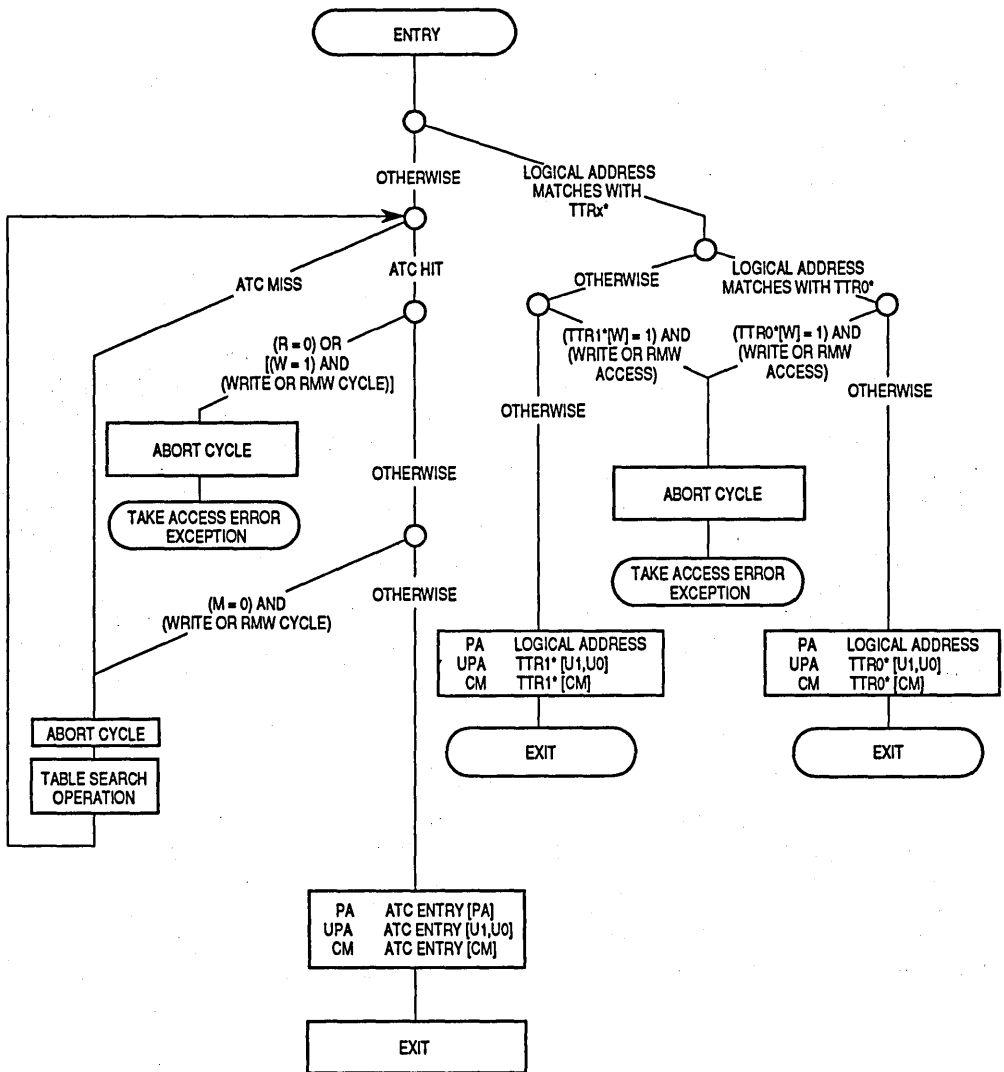 ENTRY
OTHERWISE
LOGICAL ADDRESS
MATCHES WITH
TTRx*
ATC MISS
ATC HIT
OTHERWISE
LOGICAL ADDRESS
MATCHES WITH TTR0*
(R = 0) OR
[(W = 1) AND
(WRITE OR RMW CYCLE)]
(TTR1*[W] = 1) AND
(WRITE OR RMW
ACCESS)
(TTR0*[W] = 1) AND
(WRITE OR RMW
ACCESS)
OTHERWISE
OTHERWISE
ABORT CYCLE
OTHERWISE
ABORT CYCLE
TAKE ACCESS ERROR
EXCEPTION
TAKE ACCESS ERROR
EXCEPTION
OTHERWISE
(M = 0) AND
(WRITE OR RMW CYCLE)
PA LOGICAL ADDRESS
UPA TTR1* [U1,U0]
CM TTR1* [CM]
PA LOGICAL ADDRESS
UPA TTR0* [U1,U0]
CM TTR0* [CM]
ABORT CYCLE
TABLE SEARCH
OPERATION
EXIT
EXIT
PA ATC ENTRY [PA]
UPA ATC ENTRY [U1,U0]
CM ATC ENTRY [CM]
EXIT